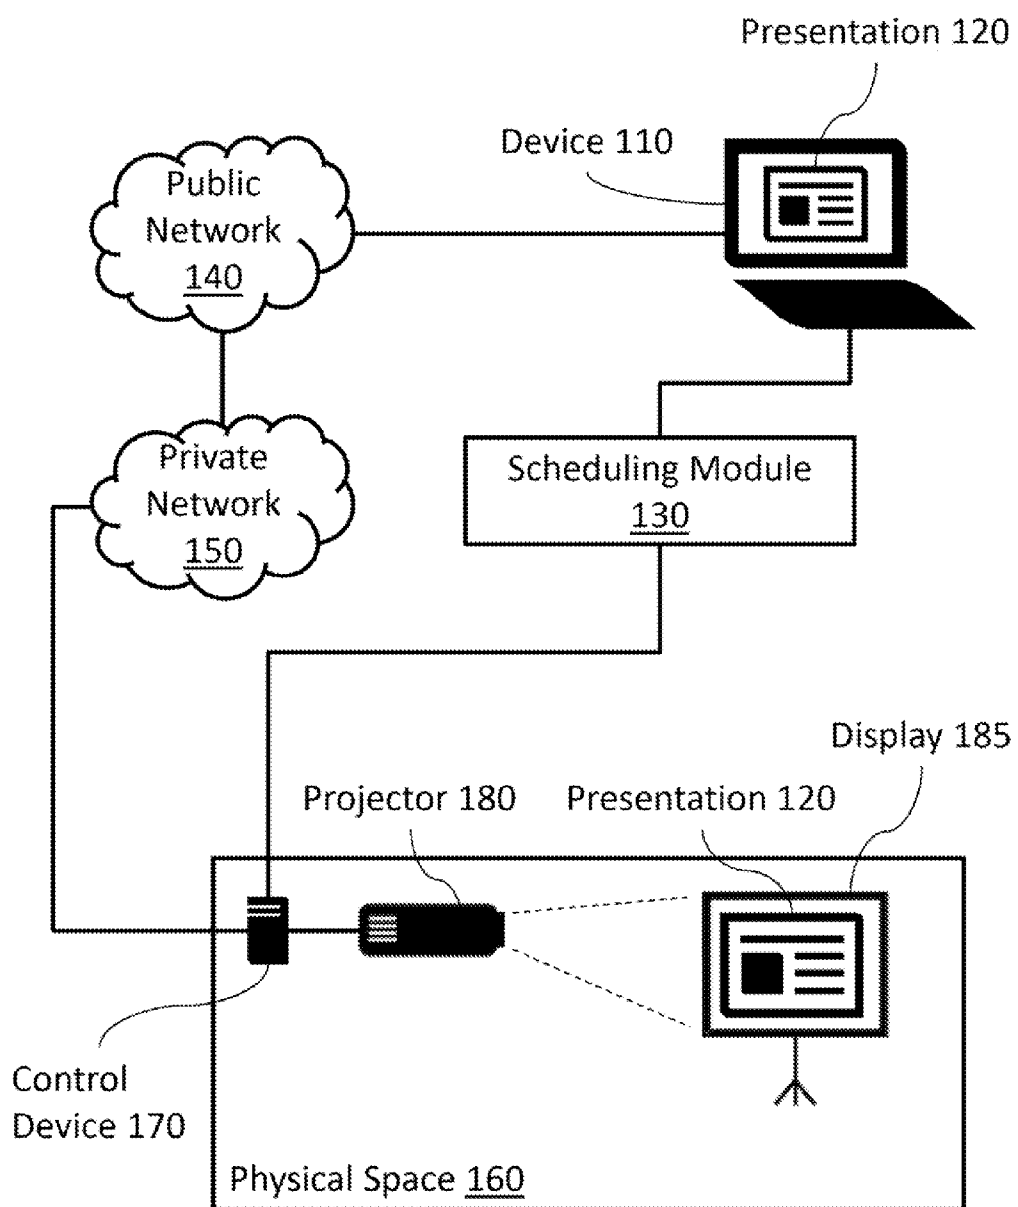 Presentation 120
Device 110
Public
Network
140
Private
Network
150
Scheduling Module
130
Display 185
Projector 180
Presentation 120
Control
Device 170
Physical Space 160